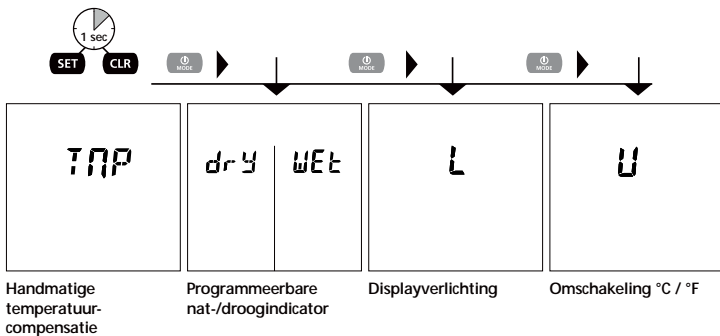 1 sec
SET CLR
MODE MODE MODE
TMP
dry WEt
L
U
Handmatige
temperatuur-
compensatie
Programmeerbare
nat-/droogindicator
Displayverlichting
Omschakeling °C / °F